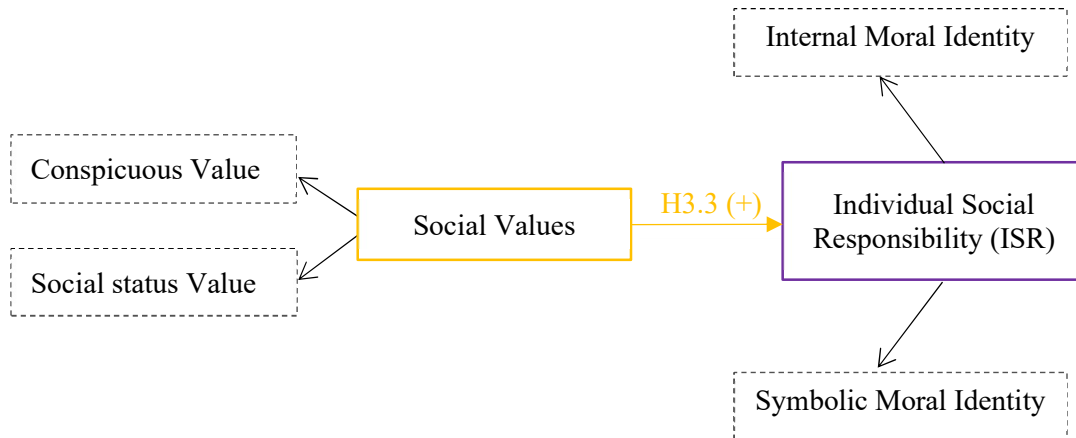 Internal Moral Identity
Conspicuous Value
Social Values
H3.3 (+)
Individual Social
Responsibility (ISR)
Social status Value
Symbolic Moral Identity